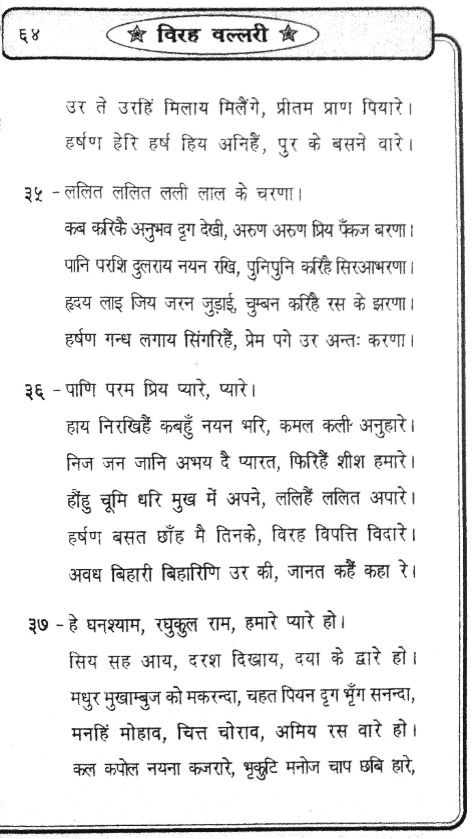 ६४ ☆ विरह वल्लरी ☆
उर ते उरहिं मिलाय मिलैंगे, प्रीतम प्राण पियारे।
हर्षण हेरि हर्ष हिय अनिहैं, पुर के बसने वारे।
३५ - ललित ललित लली लाल के चरणा।
कब करिकै अनुभव दृग देखी, अरुण अरुण प्रिय पँकज बरणा।
पानि परशि दुलराय नयन रखि, पुनिपुनि करिहैं सिरआभरणा।
हृदय लाइ जिय जरन जुड़ाई, चुम्बन करिहै रस के झरणा।
हर्षण गन्ध लगाय सिंगरिहैं, प्रेम पगे उर अन्तः करणा।
३६ - पाणि परम प्रिय प्यारे, प्यारे।
हाय निरखिहैं कबहुँ नयन भरि, कमल कली अनुहारे।
निज जन जानि अभय दै प्यारत, फिरिहैं शीश हमारे।
हौंहु चूमि धरि मुख में अपने, ललिहैं ललित अपारे।
हर्षण बसत छाँह मै तिनके, विरह विपत्ति विदारे।
अवध बिहारी बिहारिणि उर की, जानत कहैं कहा रे।
३७ - हे घनश्याम, रघुकुल राम, हमारे प्यारे हो।
सिय सह आय, दरश दिखाय, दया के द्वारे हो।
मधुर मुखाम्बुज को मकरन्दा, चहत पियन दृग भृँग सनन्दा,
मनहिं मोहाव, चित्त चोराव, अमिय रस वारे हो।
कल कपोल नयना कजरारे, भृकुटि मनोज चाप छबि हारे,